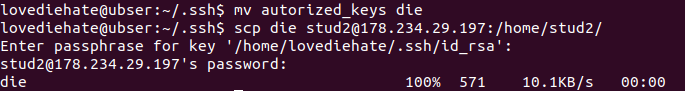 lovediehate@ubser:~/.ssh$ mv autorized_keys die
lovediehate@ubser:~/.ssh$ scp die stud2@178.234.29.197:/home/stud2/
Enter passphrase for key '/home/lovediehate/.ssh/id_rsa':
stud2@178.234.29.197's password:
die 100% 571 10.1KB/s 00:00